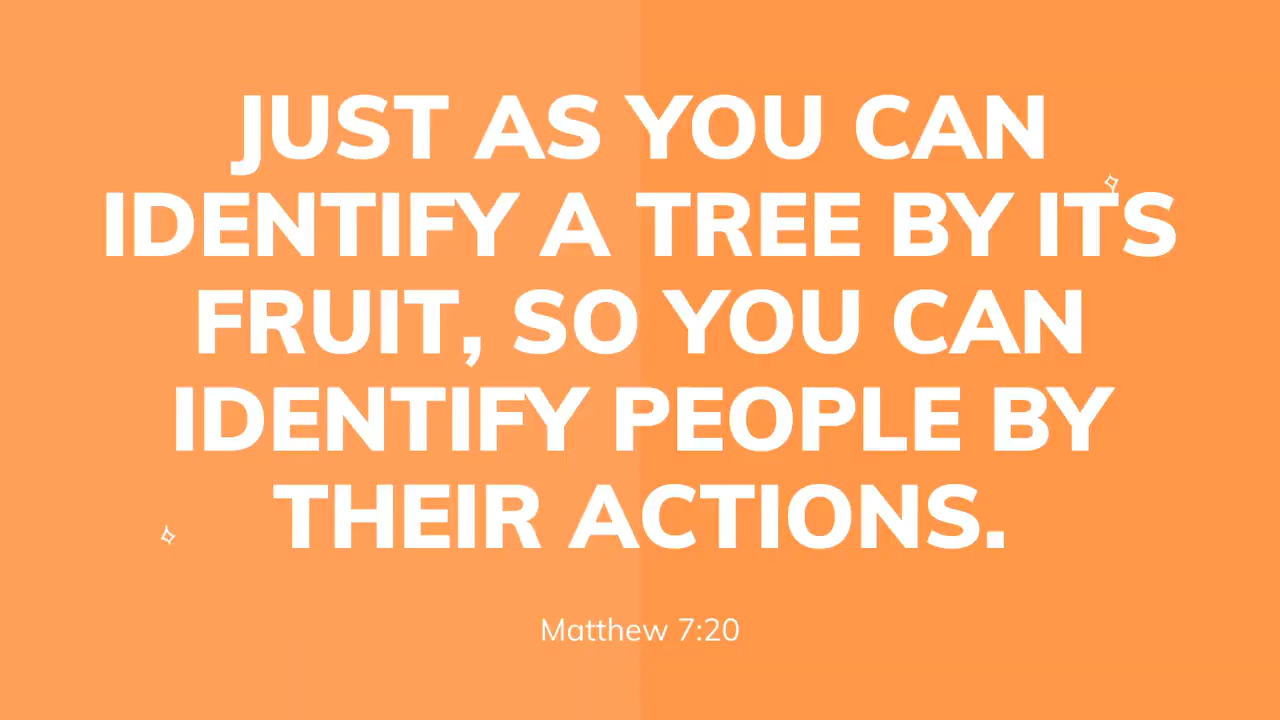 JUST AS YOU CAN
IDENTIFY A TREE BY ITS
FRUIT, SO YOU CAN
IDENTIFY PEOPLE BY
THEIR ACTIONS.
Matthew 7:20